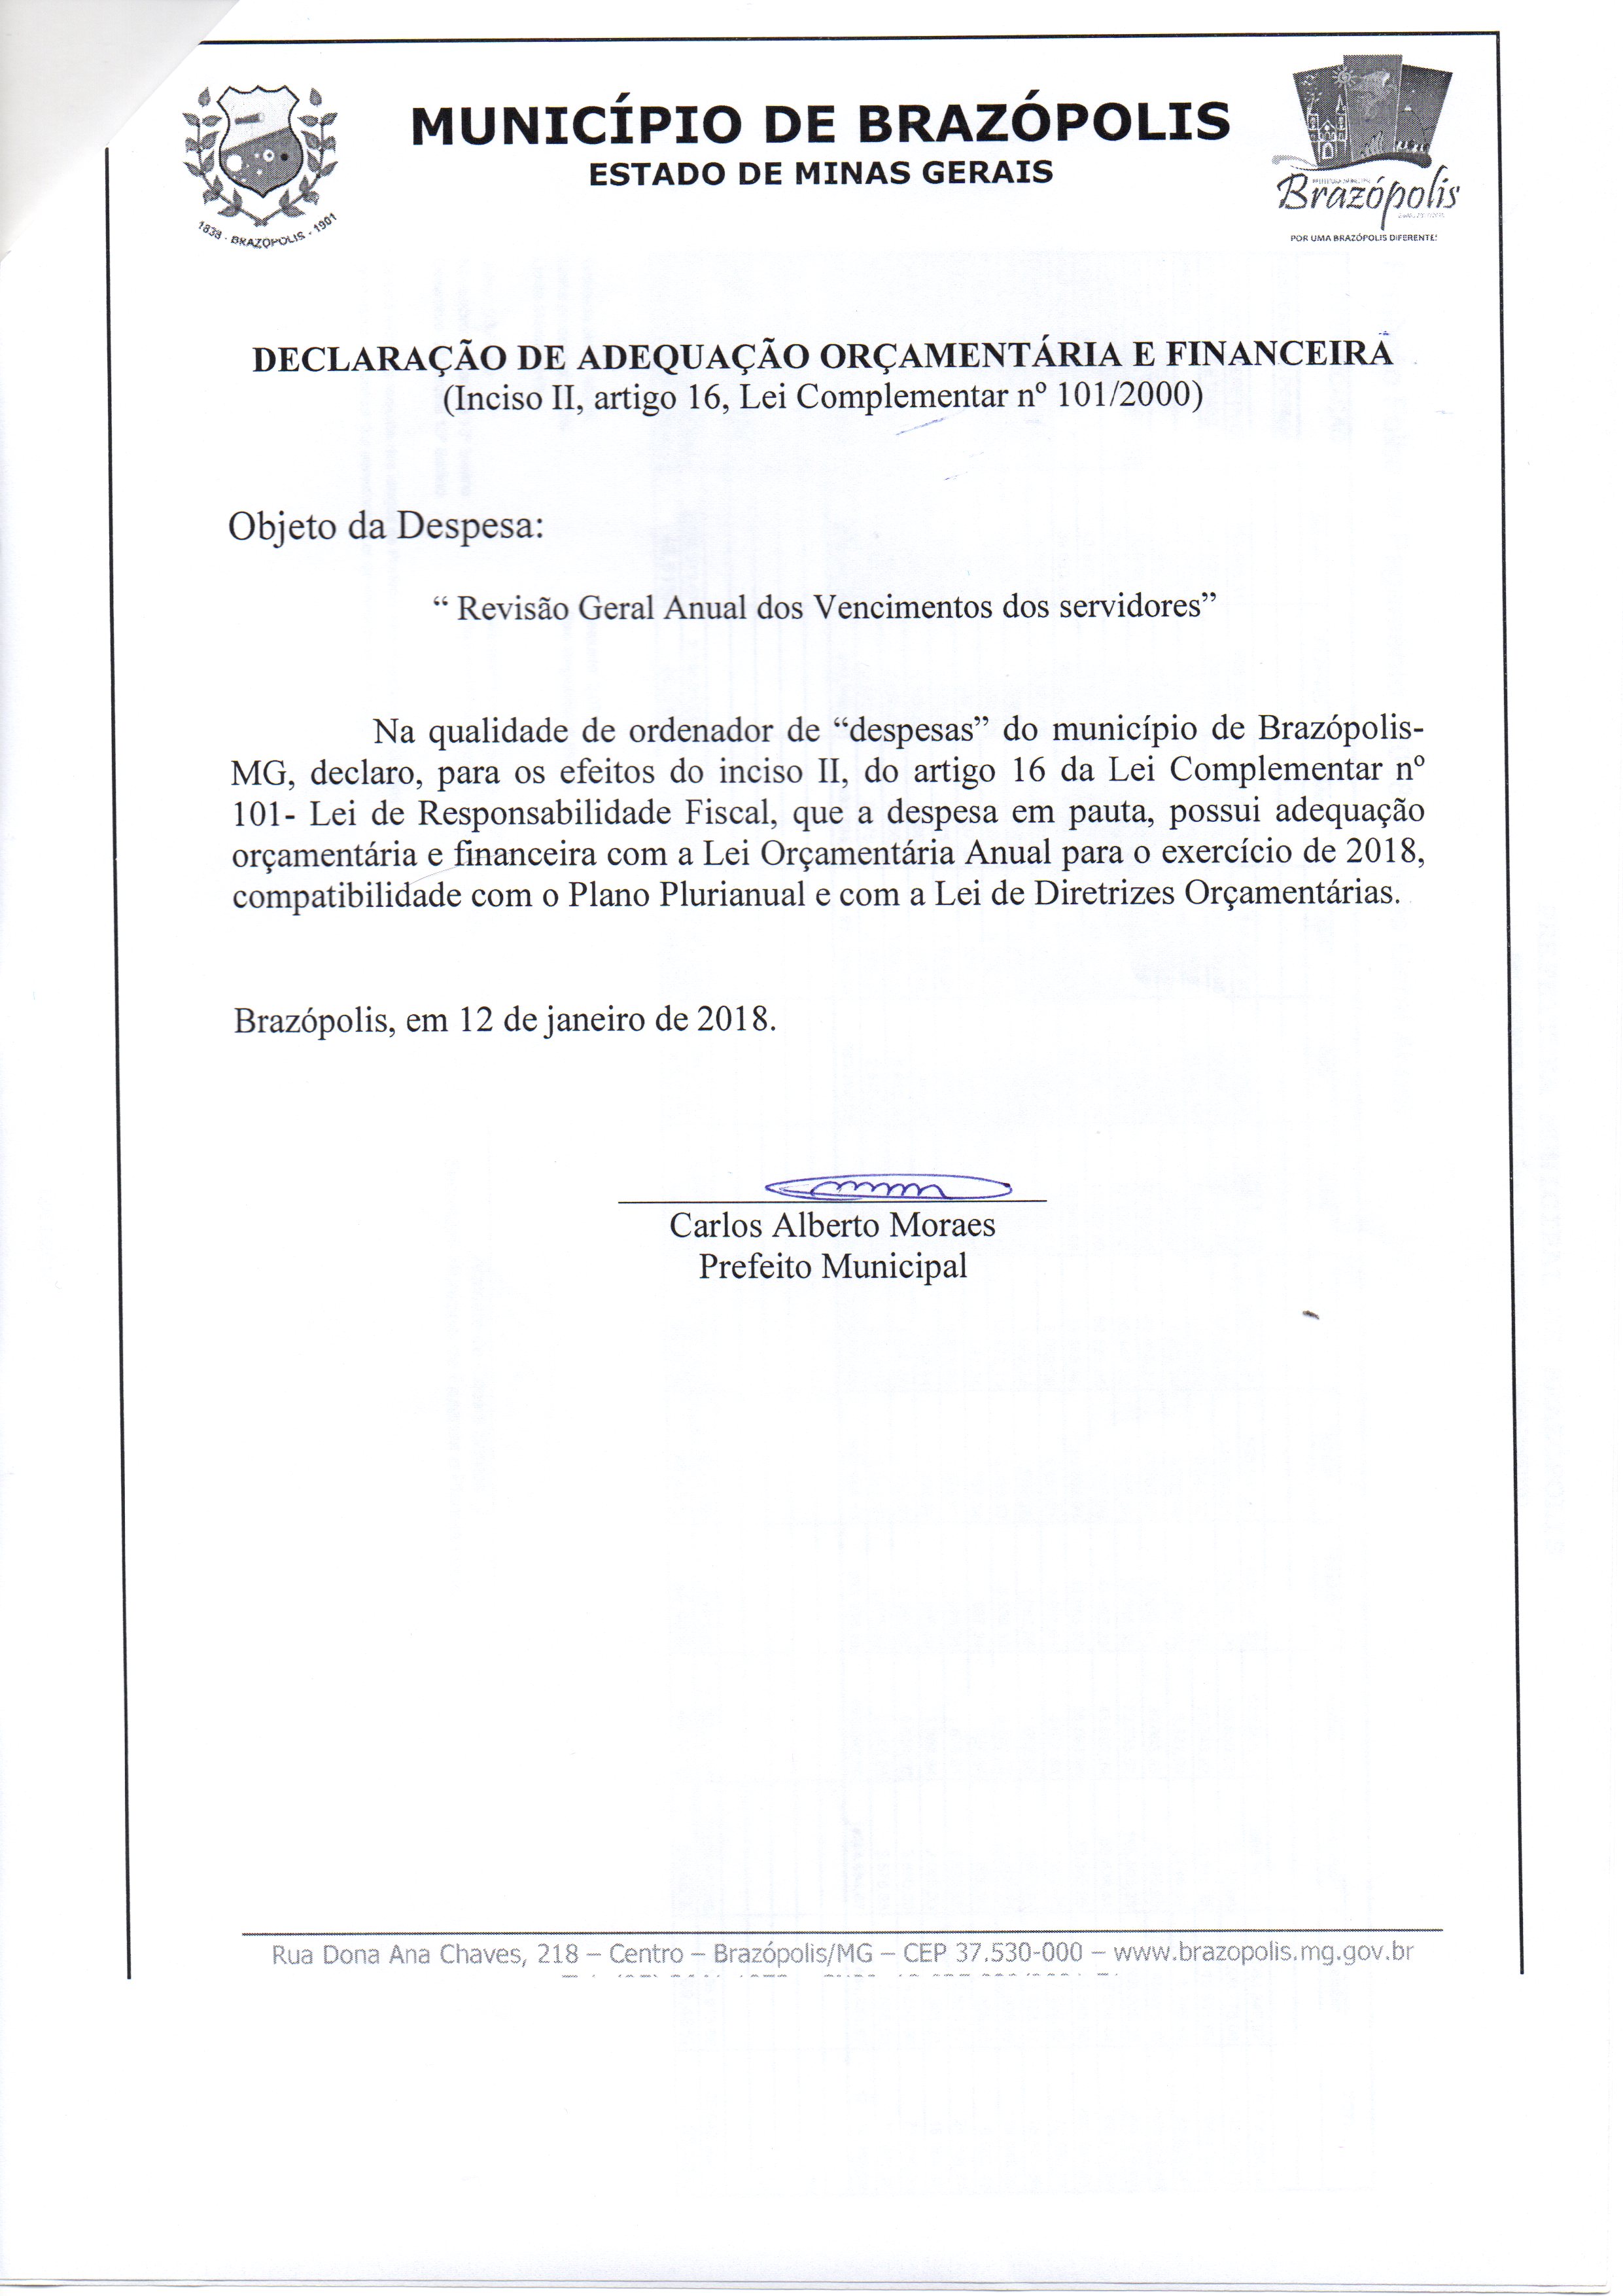 MUNICÍPIO DE BRAZÓPOLIS
ESTADO DE MINAS GERAIS
1838 - BRAZÓPOLIS - 1901
Brazópolis
POR UMA BRAZÓPOLIS DIFERENTE!
DECLARAÇÃO DE ADEQUAÇÃO ORÇAMENTÁRIA E FINANCEIRA
(Inciso II, artigo 16, Lei Complementar nº 101/2000)
Objeto da Despesa:
“ Revisão Geral Anual dos Vencimentos dos servidores”
Na qualidade de ordenador de “despesas” do município de Brazópolis-
MG, declaro, para os efeitos do inciso II, do artigo 16 da Lei Complementar nº
101- Lei de Responsabilidade Fiscal, que a despesa em pauta, possui adequação
orçamentária e financeira com a Lei Orçamentária Anual para o exercício de 2018,
compatibilidade com o Plano Plurianual e com a Lei de Diretrizes Orçamentárias.
Brazópolis, em 12 de janeiro de 2018.
Carlos Alberto Moraes
Prefeito Municipal
Rua Dona Ana Chaves, 218 – Centro – Brazópolis/MG – CEP 37.530-000 – www.brazopolis.mg.gov.br